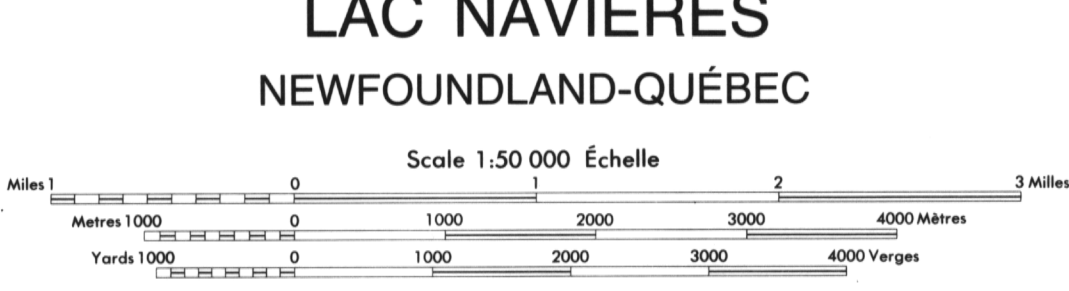 LAC NAVIERES
NEWFOUNDLAND-QUÉBEC
Scale 1:50 000 Échelle
Miles 1 0 1 2 3 Milles
Metres 1000 0 1000 2000 3000 4000 Mètres
Yards 1000 0 1000 2000 3000 4000 Verges